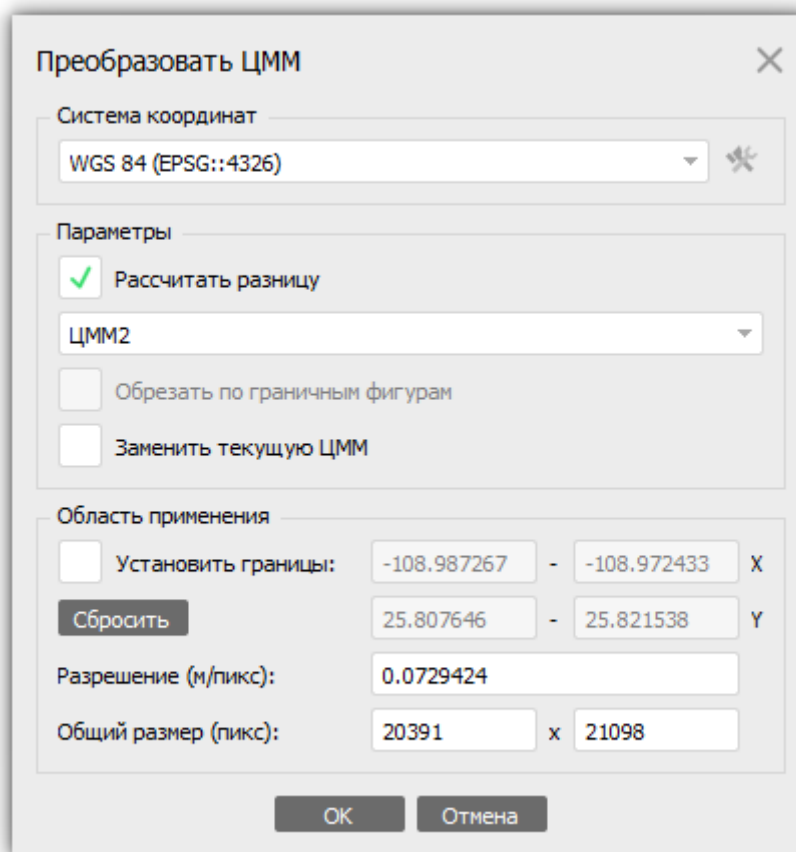 Преобразовать ЦММ
Система координат
WGS 84 (EPSG::4326)
Параметры
Рассчитать разницу
ЦММ2
Обрезать по граничным фигурам
Заменить текущую ЦММ
Область применения
Установить границы: -108.987267 - -108.972433 X
Сбросить 25.807646 - 25.821538 Y
Разрешение (м/пикс): 0.0729424
Общий размер (пикс): 20391 x 21098
OK Отмена